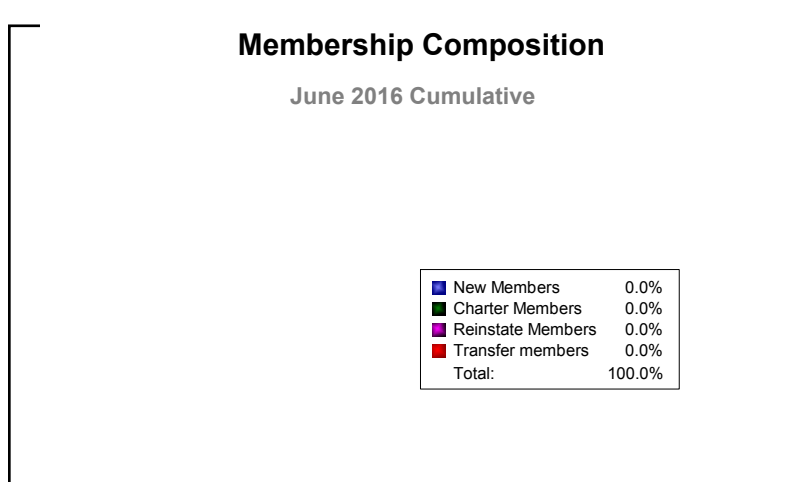 Membership Composition
June 2016 Cumulative
New Members 0.0%
Charter Members 0.0%
Reinstate Members 0.0%
Transfer members 0.0%
Total: 100.0%